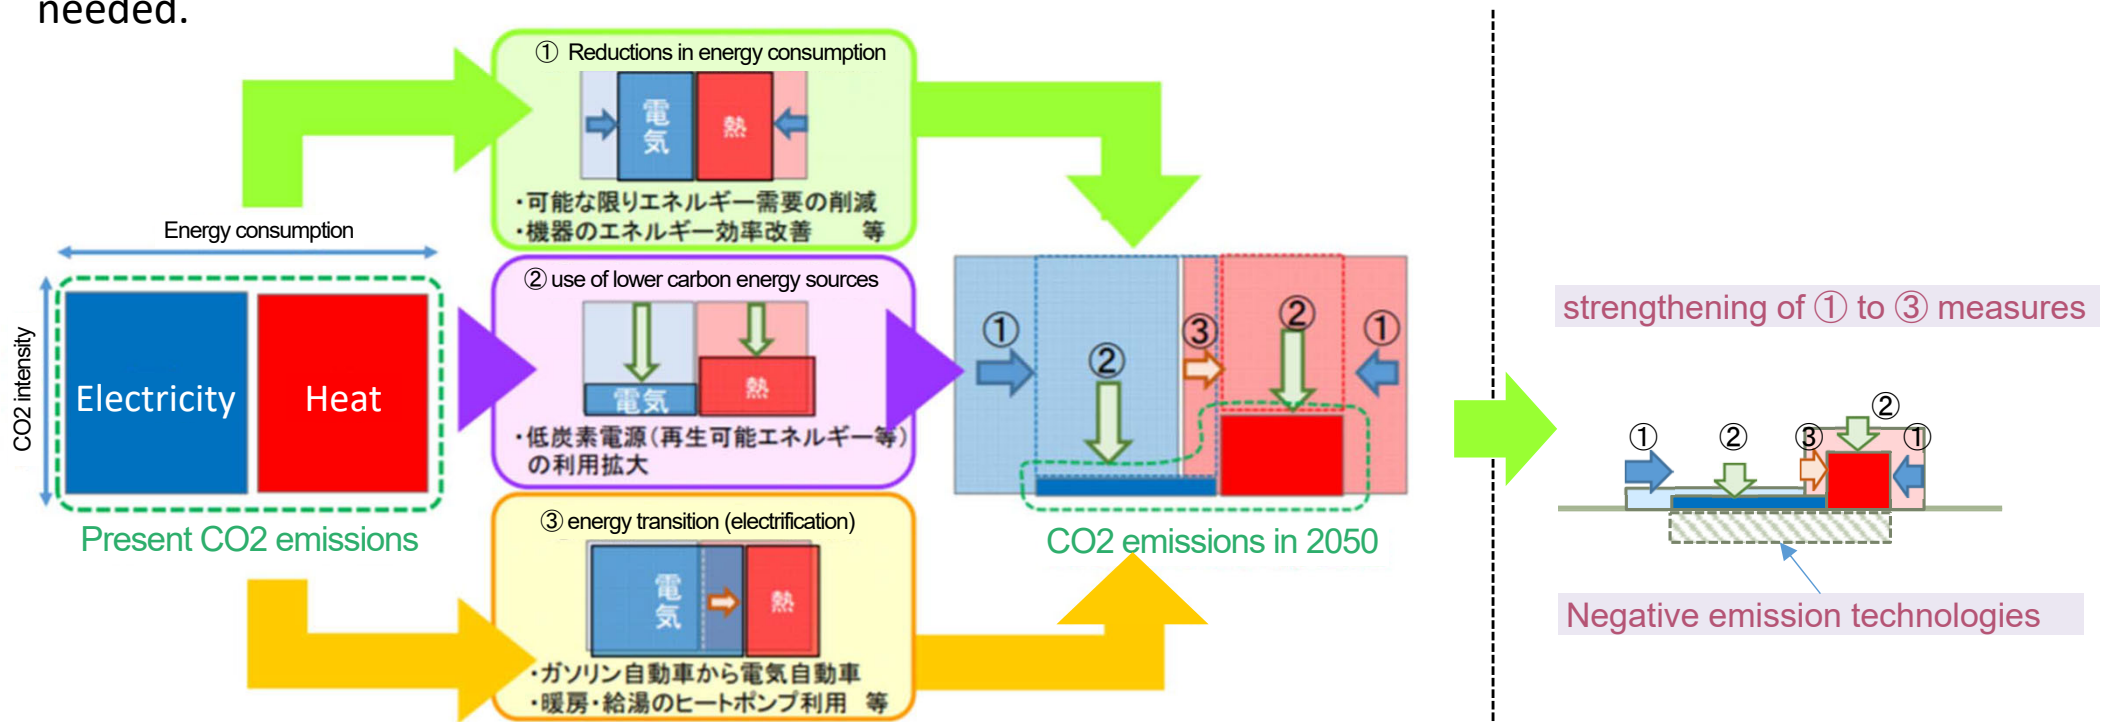 needed.
① Reductions in energy consumption
電
気
熱
・可能な限りエネルギー需要の削減
・機器のエネルギー効率改善 等
Energy consumption
CO2 intensity
Electricity
Heat
Present CO2 emissions
② use of lower carbon energy sources
電気
熱
・低炭素電源(再生可能エネルギー等)
の利用拡大
③ energy transition (electrification)
電
気
熱
・ガソリン自動車から電気自動車
・暖房・給湯のヒートポンプ利用 等
①
②
③
②
①
CO2 emissions in 2050
strengthening of ① to ③ measures
①
②
③
②
①
Negative emission technologies